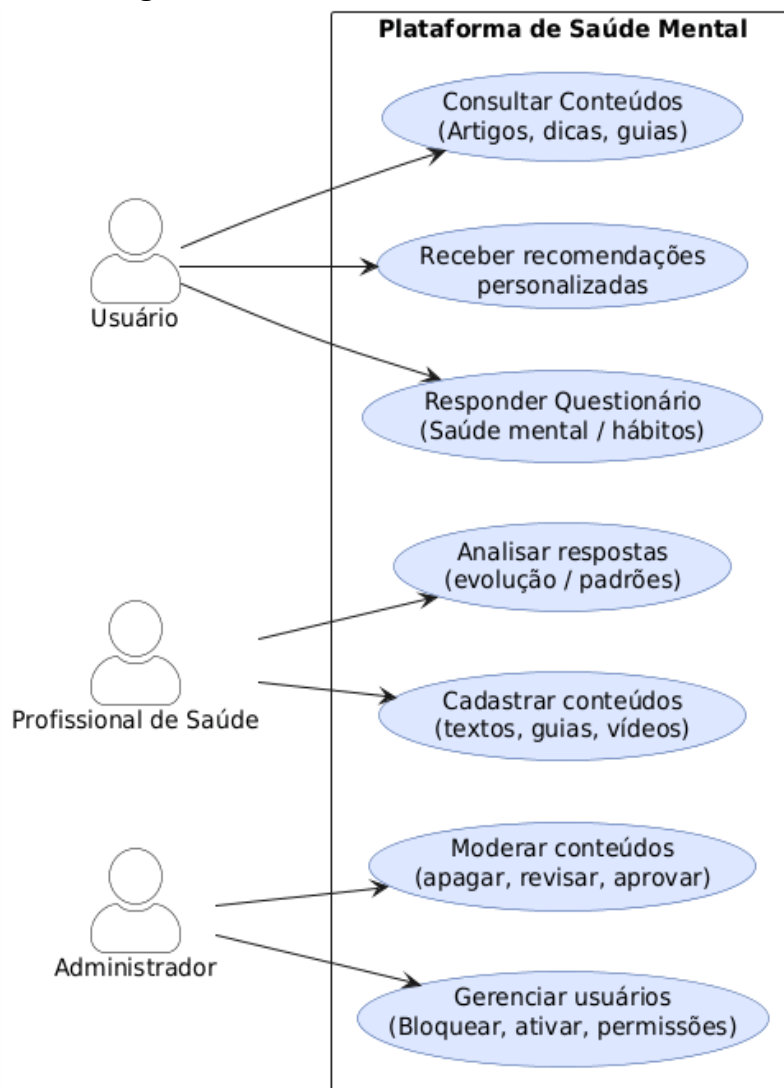 Plataforma de Saúde Mental
Consultar Conteúdos
(Artigos, dicas, guias)
Receber recomendações
personalizadas
Usuário
Responder Questionário
(Saúde mental / hábitos)
Analisar respostas
(evolução / padrões)
Profissional de Saúde
Cadastrar conteúdos
(textos, guias, vídeos)
Moderar conteúdos
(apagar, revisar, aprovar)
Administrador
Gerenciar usuários
(Bloquear, ativar, permissões)